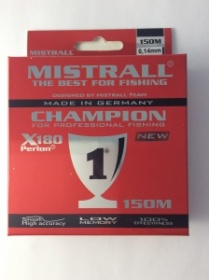 150M
0,14mm
MISTRALL
THE BEST FOR FISHING
DESIGNED BY MISTRALL TEAM
MADE IN GERMANY
CHAMPION
FOR PROFESSIONAL FISHING
X180
Perlon
NEW
1
150M
High accuracy
LOW
MEMORY
100%